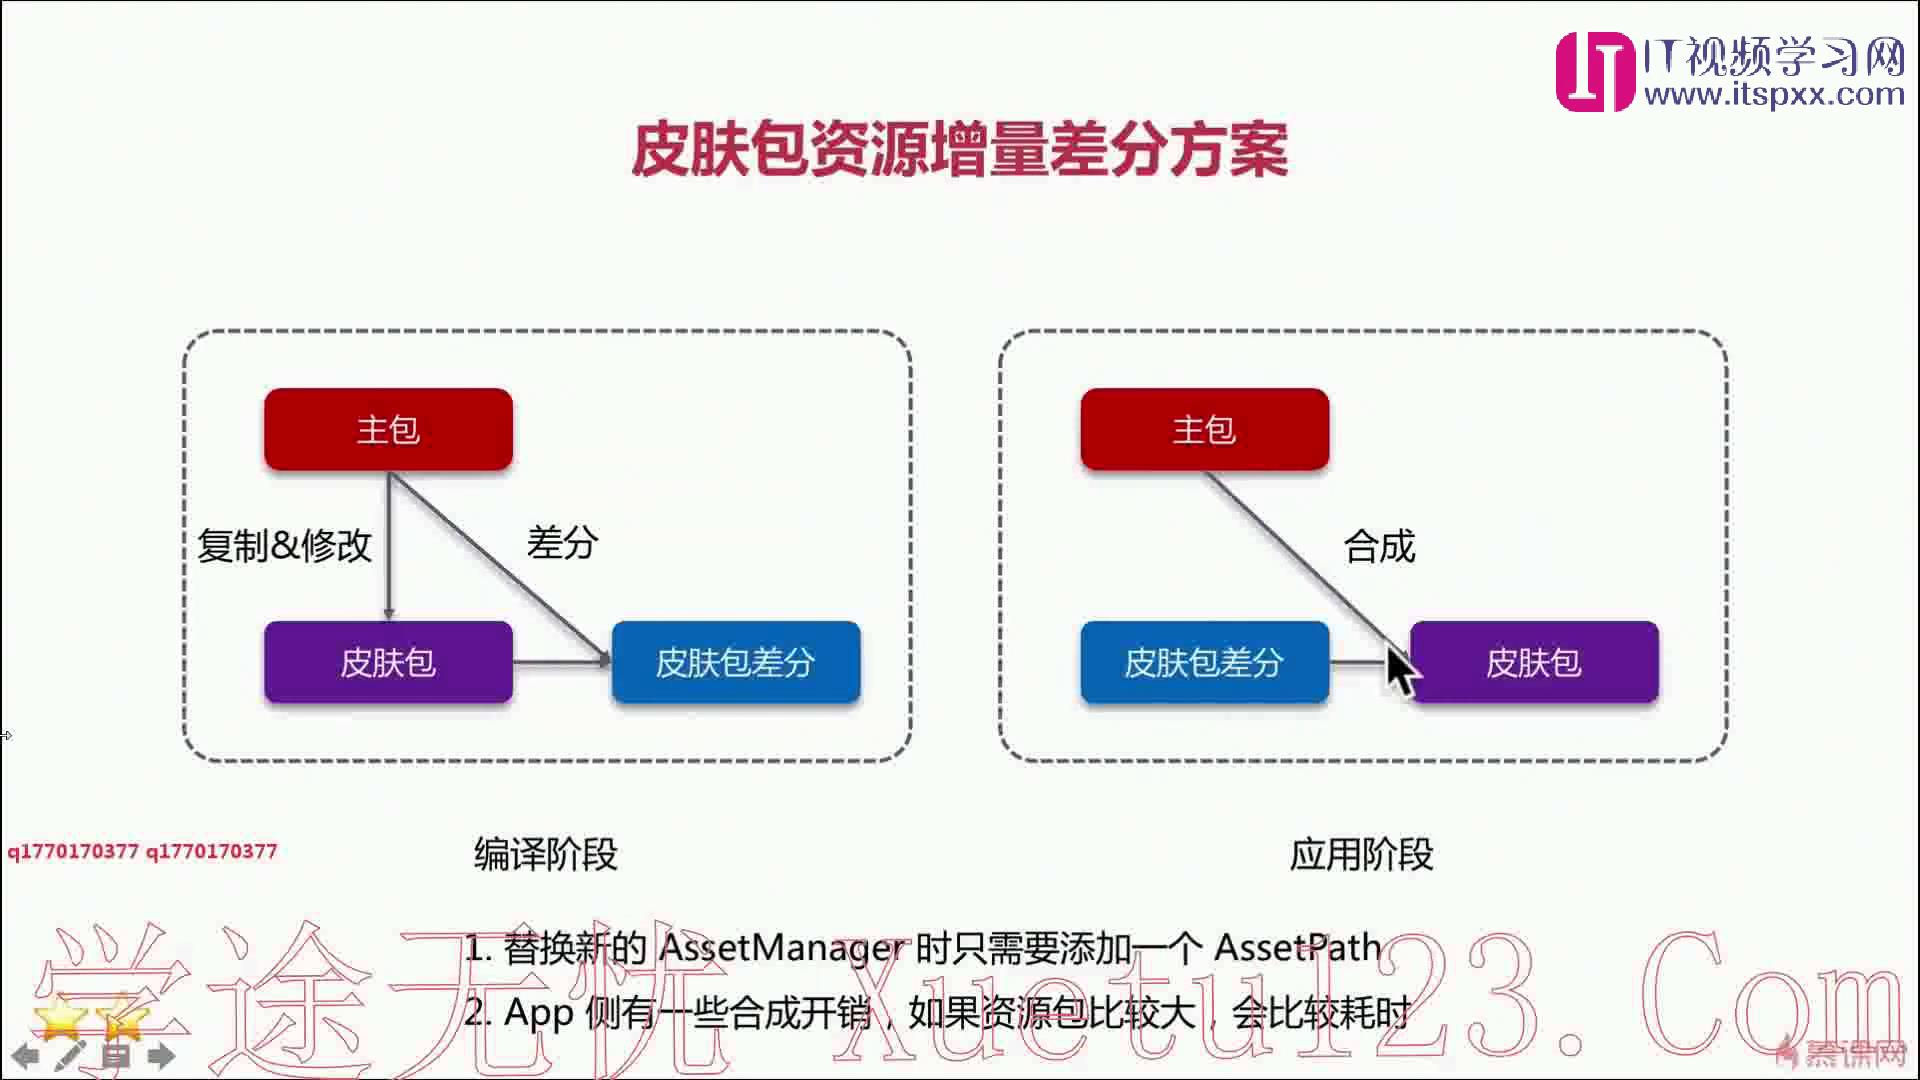 IT视频学习网
www.itspxx.com
皮肤包资源增量差分方案
主包
复制&修改
差分
皮肤包
皮肤包差分
主包
合成
皮肤包差分
皮肤包
编译阶段
应用阶段
q1770170377 q1770170377
1. 替换新的 AssetManager 时只需要添加一个 AssetPath
2. App 侧有一些合成开销，如果资源包比较大，会比较耗时
学途无忧 Xuetu123.Com
慕课网